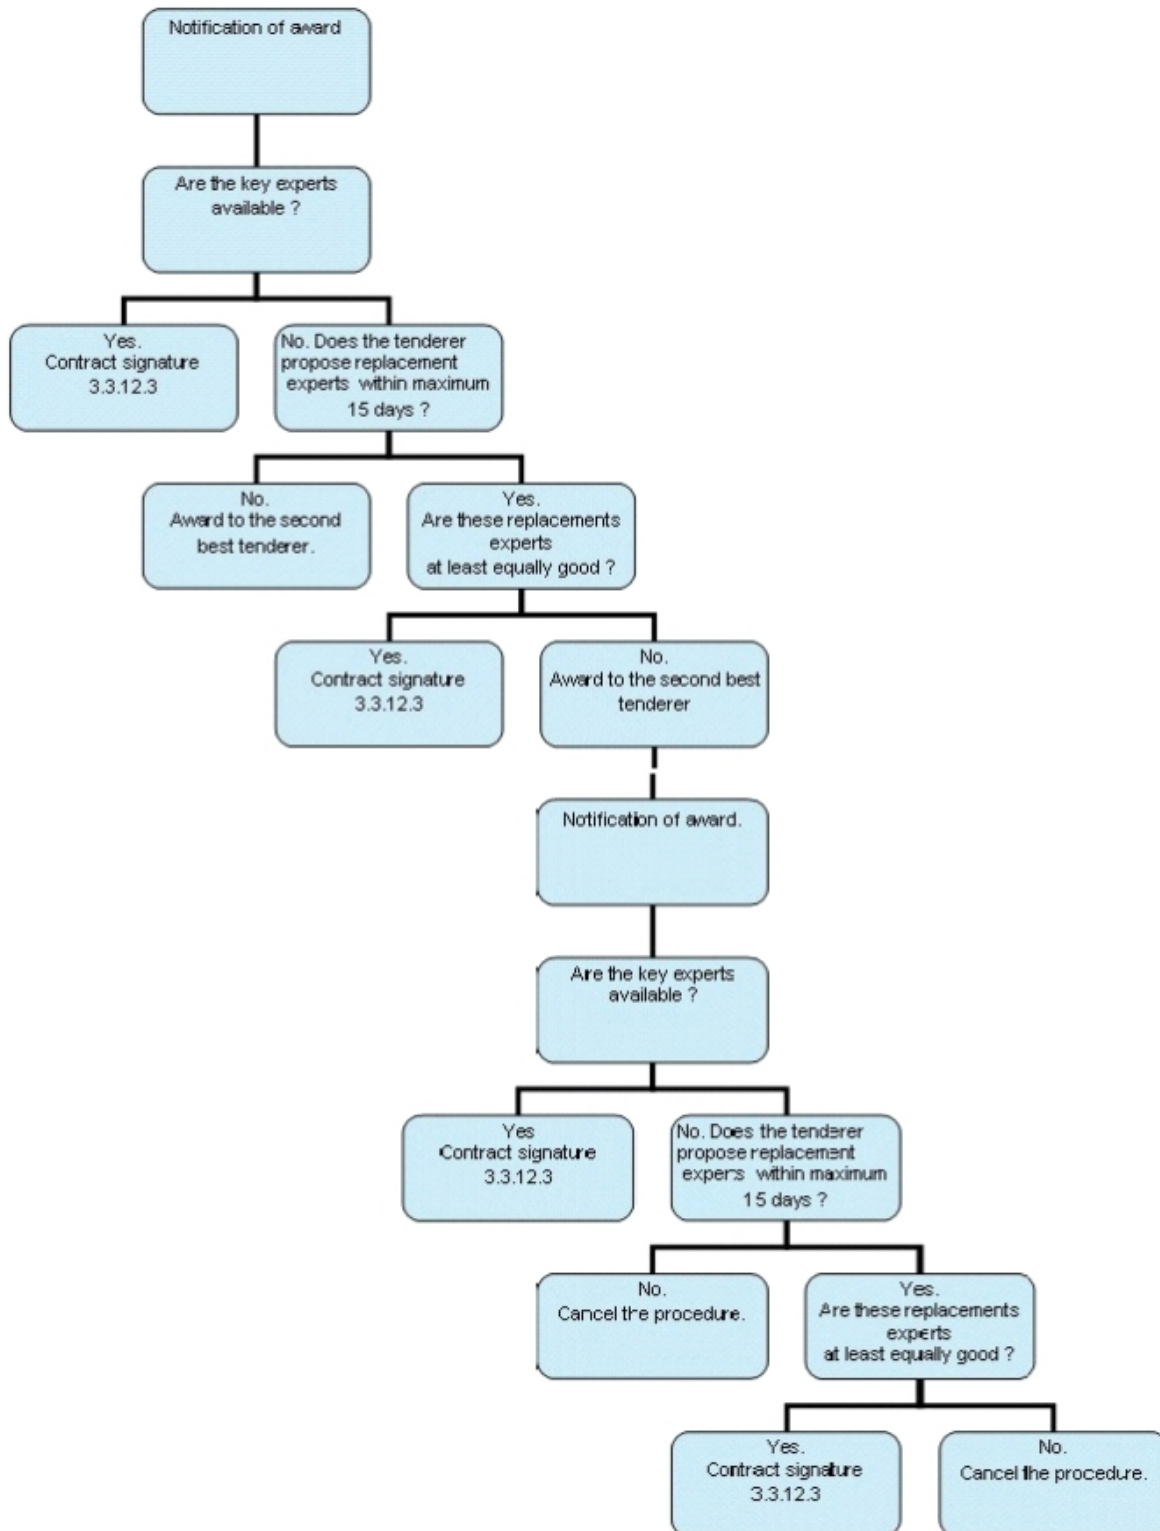 Notification of award
Are the key experts
available ?
Yes.
Contract signature
3.3.12.3
No. Does the tenderer
propose replacement
experts within maximum
15 days ?
No.
Award to the second
best tenderer.
Yes.
Are these replacements
experts
at least equally good ?
Yes.
Contract signature
3.3.12.3
No.
Award to the second best
tenderer
Notification of award.
Are the key experts
available ?
Yes
Contract signature
3.3.12.3
No. Does the tenderer
propose replacement
experts within maximum
15 days ?
No.
Cancel the procedure.
Yes.
Are these replacements
experts
at least equally good ?
Yes.
Contract signature
3.3.12.3
No.
Cancel the procedure.